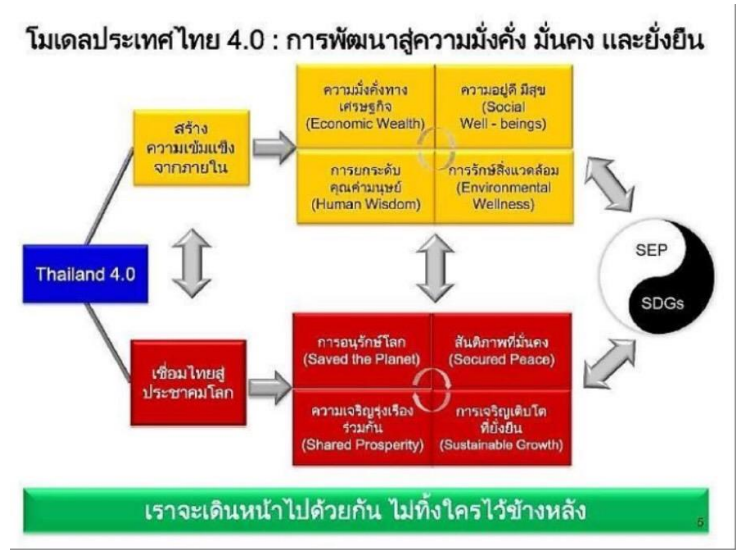 โมเดลประเทศไทย 4.0 : การพัฒนาสู่ความมั่งคั่ง มั่นคง และยั่งยืน
สร้าง
ความเข้มแข็ง
จากภายใน
ความมั่งคั่งทาง
เศรษฐกิจ
(Economic Wealth)
ความอยู่ดี มีสุข
(Social
Well - beings)
การยกระดับ
คุณค่ามนุษย์
(Human Wisdom)
การรักษ์สิ่งแวดล้อม
(Environmental
Wellness)
Thailand 4.0
SEP
SDGs
เชื่อมไทยสู่
ประชาคมโลก
การอนุรักษ์โลก
(Saved the Planet)
สันติภาพที่มั่นคง
(Secured Peace)
ความเจริญรุ่งเรือง
ร่วมกัน
(Shared Prosperity)
การเจริญเติบโต
ที่ยั่งยืน
(Sustainable Growth)
เราจะเดินหน้าไปด้วยกัน ไม่ทิ้งใครไว้ข้างหลัง